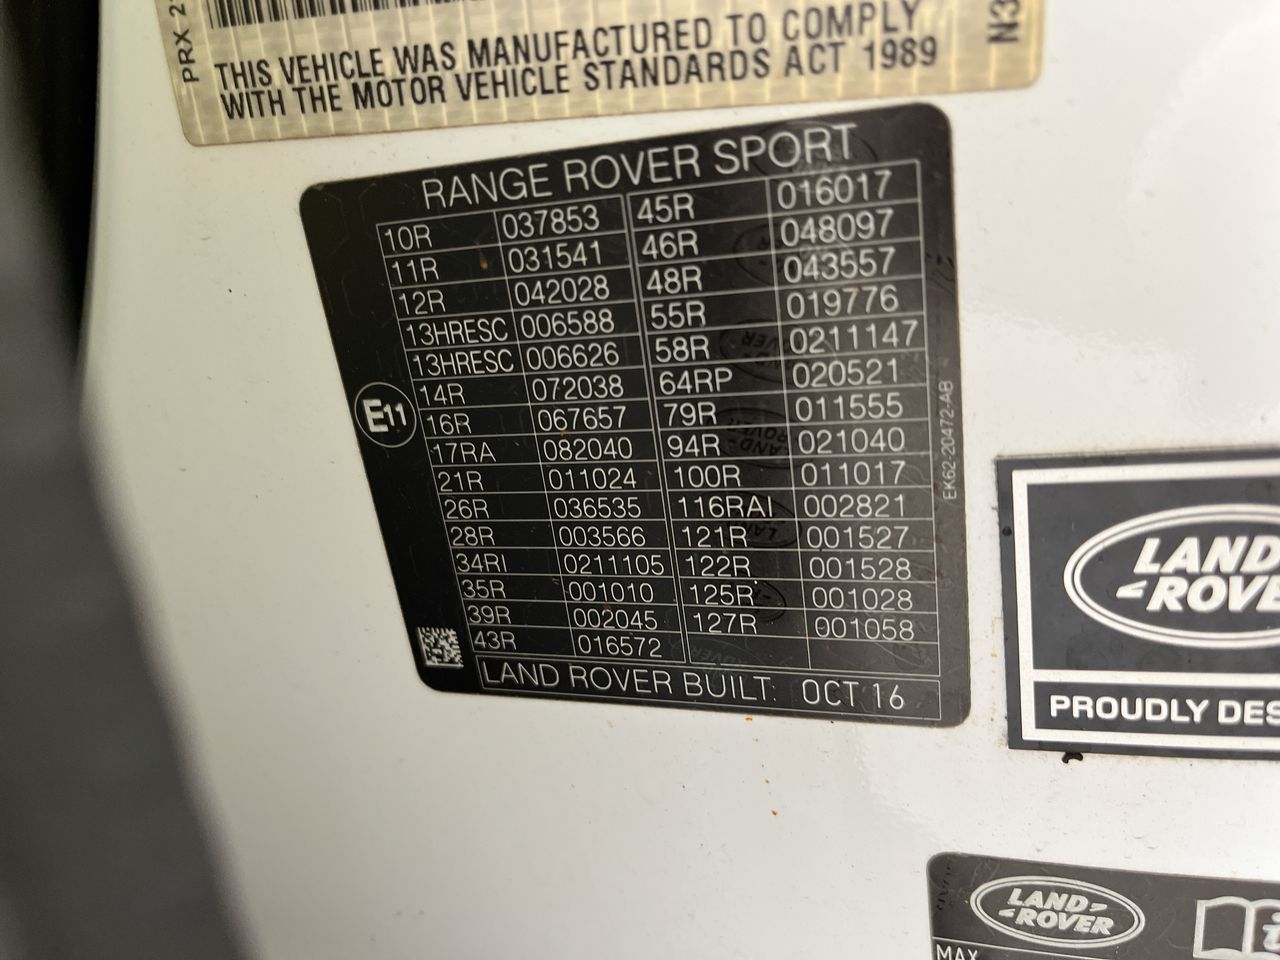 PRX 2
THIS VEHICLE WAS MANUFACTURED TO COMPLY
WITH THE MOTOR VEHICLE STANDARDS ACT 1989
N3
RANGE ROVER SPORT
10R 037853 45R 016017
11R 031541 46R 048097
12R 042028 48R 043557
13HRESC 006588 55R 019776
13HRESC 006626 58R 0211147
14R 072038 64RP 020521
16R 067657 79R 011555
17RA 082040 94R 021040
21R 011024 100R 011017
26R 036535 116RAI 002821
28R 003566 121R 001527
34RI 0211105 122R 001528
35R 001010 125R 001028
39R 002045 127R 001058
43R 016572
E11
LAND ROVER BUILT: OCT 16
EK62-20472-AB
LAND
ROVE
PROUDLY DES
LAND
ROVER
i
MAX